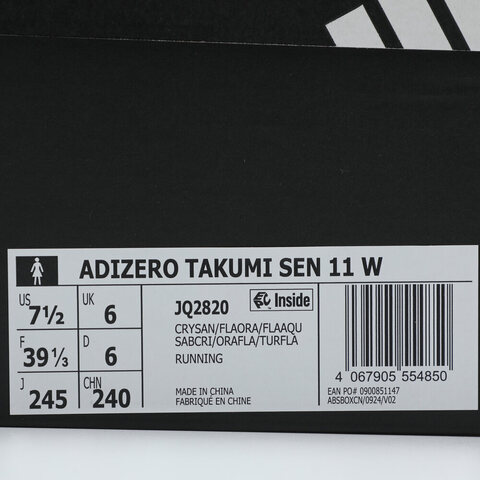 ADIZERO TAKUMI SEN 11 W
US 7½ UK 6
F 39⅓ D 6
J 245 CHN 240
JQ2820 Inside
CRYSAN/FLAORA/FLAAQU
SABCRI/ORAFLA/TURFLA
RUNNING
MADE IN CHINA
FABRIQUÉ EN CHINE
4 067905 554850
EAN PO# 0900851147
ABSBOXCN/0924/V02